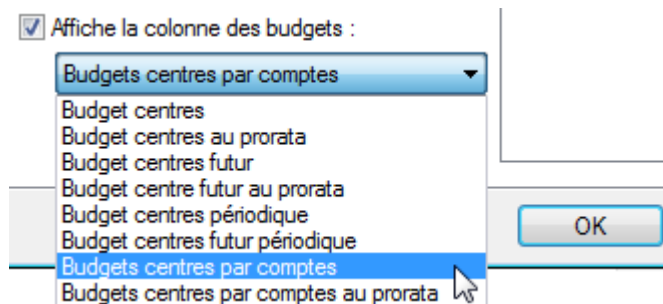 Affiche la colonne des budgets :
Budgets centres par comptes
Budget centres
Budget centres au prorata
Budget centres futur
Budget centre futur au prorata
Budget centres périodique
Budget centres futur périodique
Budgets centres par comptes
Budgets centres par comptes au prorata
OK